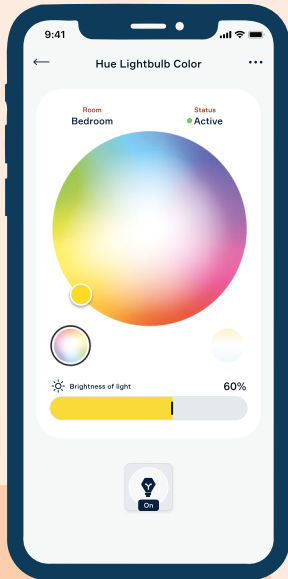 9:41
Hue Lightbulb Color
Room
Bedroom
Status
Active
Brightness of light
60%
On